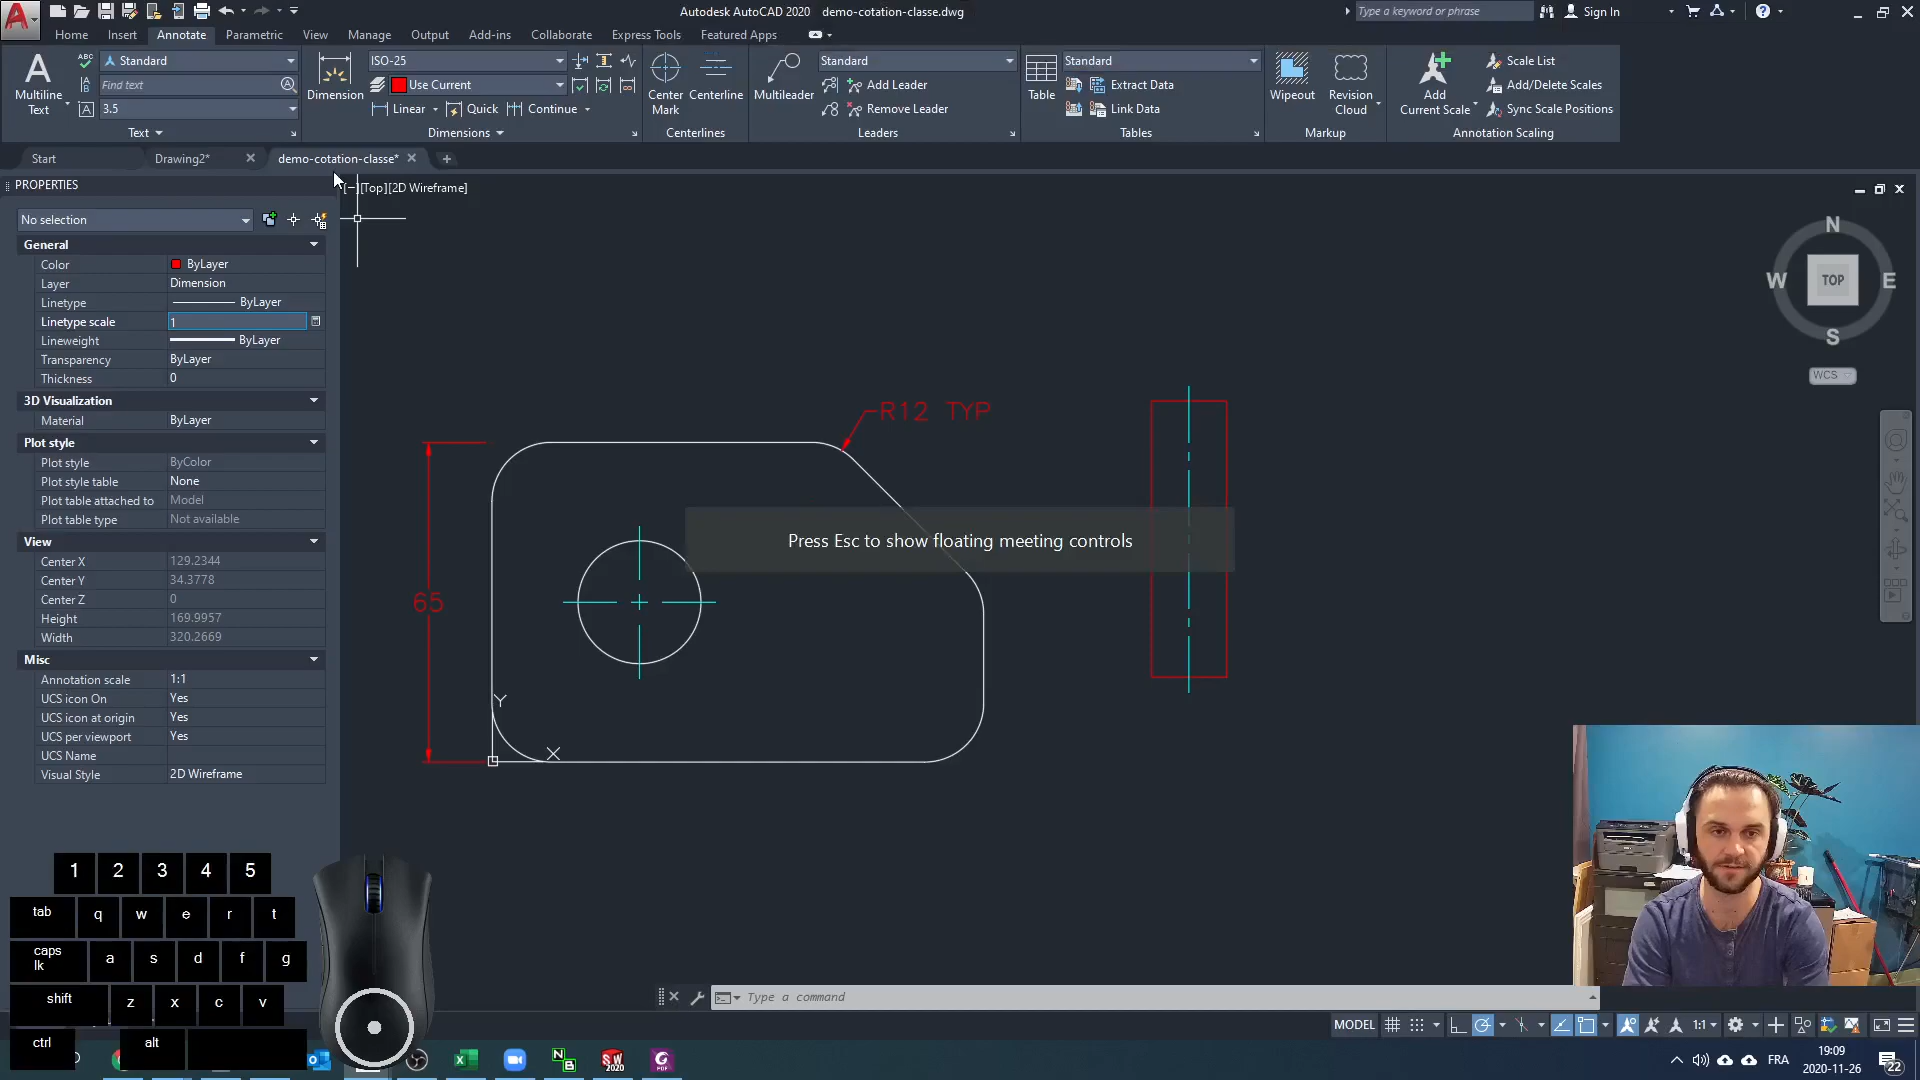 Autodesk AutoCAD 2020 demo-cotation-classe.dwg
Type a keyword or phrase
Sign In
Home Insert Annotate Parametric View Manage Output Add-ins Collaborate Express Tools Featured Apps
Multiline Text
ABC
Standard
Find text
3.5
Text
Dimension
ISO-25
Use Current
Linear Quick Continue
Dimensions
Center Mark
Centerline
Centerlines
Multileader
Standard
Add Leader
Remove Leader
Leaders
Table
Standard
Extract Data
Link Data
Tables
Wipeout
Revision Cloud
Markup
Add Current Scale
Scale List
Add/Delete Scales
Sync Scale Positions
Annotation Scaling
Start Drawing2* demo-cotation-classe*
PROPERTIES
[−][Top][2D Wireframe]
No selection
General
Color ByLayer
Layer Dimension
Linetype ByLayer
Linetype scale 1
Lineweight ByLayer
Transparency ByLayer
Thickness 0
3D Visualization
Material ByLayer
Plot style
Plot style ByColor
Plot style table None
Plot table attached to Model
Plot table type Not available
View
Center X 129.2344
Center Y 34.3778
Center Z 0
Height 169.9957
Width 320.2669
Misc
Annotation scale 1:1
UCS icon On Yes
UCS icon at origin Yes
UCS per viewport Yes
UCS Name
Visual Style 2D Wireframe
N
W TOP E
S
WCS
R12 TYP
65
Y
X
Press Esc to show floating meeting controls
1 2 3 4 5
tab q w e r t
caps lk a s d f g
shift z x c v
ctrl alt
Type a command
MODEL
1:1
SW 2020
PDF
N B
FRA
19:09
2020-11-26
22